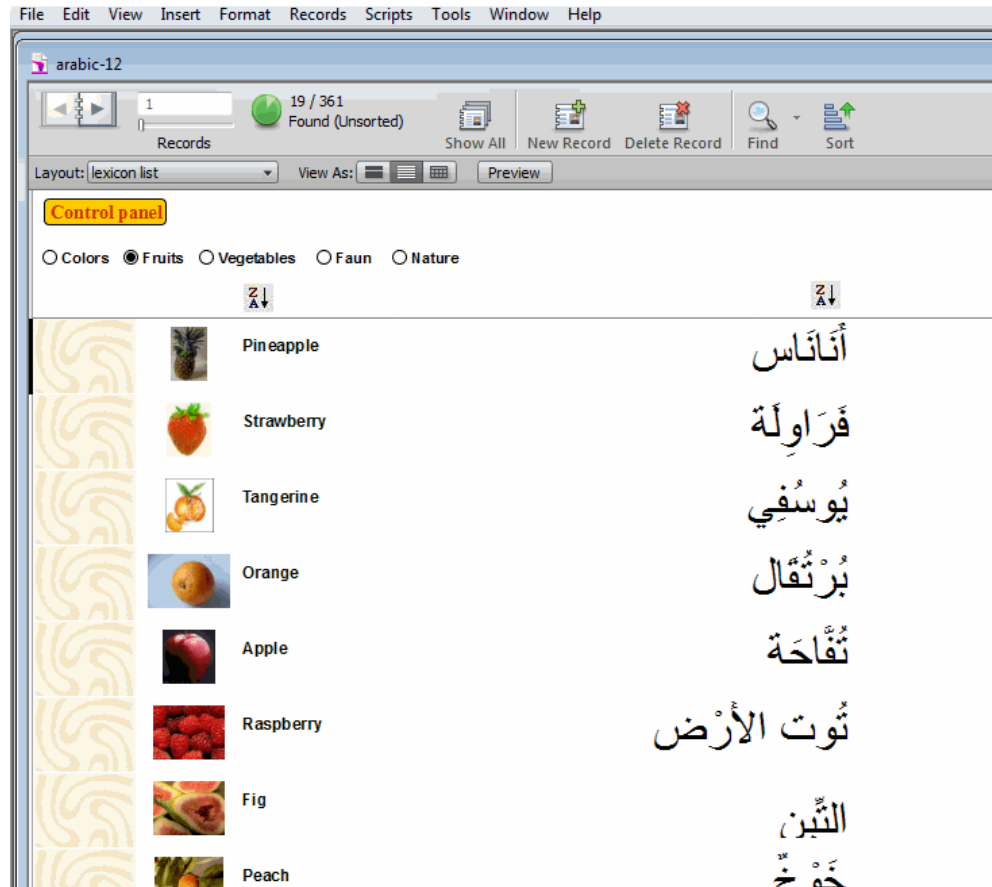 File Edit View Insert Format Records Scripts Tools Window Help
arabic-12
1
19 / 361
Found (Unsorted)
Records
Show All New Record Delete Record Find Sort
Layout: lexicon list View As: Preview
Control panel
Colors Fruits Vegetables Faun Nature
Z A Z A
Pineapple أَنَانَاس
Strawberry فَرَاوِلَة
Tangerine يُوسُفِي
Orange بُرْتُقَال
Apple تُفَّاحَة
Raspberry تُوت الأَرْض
Fig التِّين
Peach خَوْخٌ